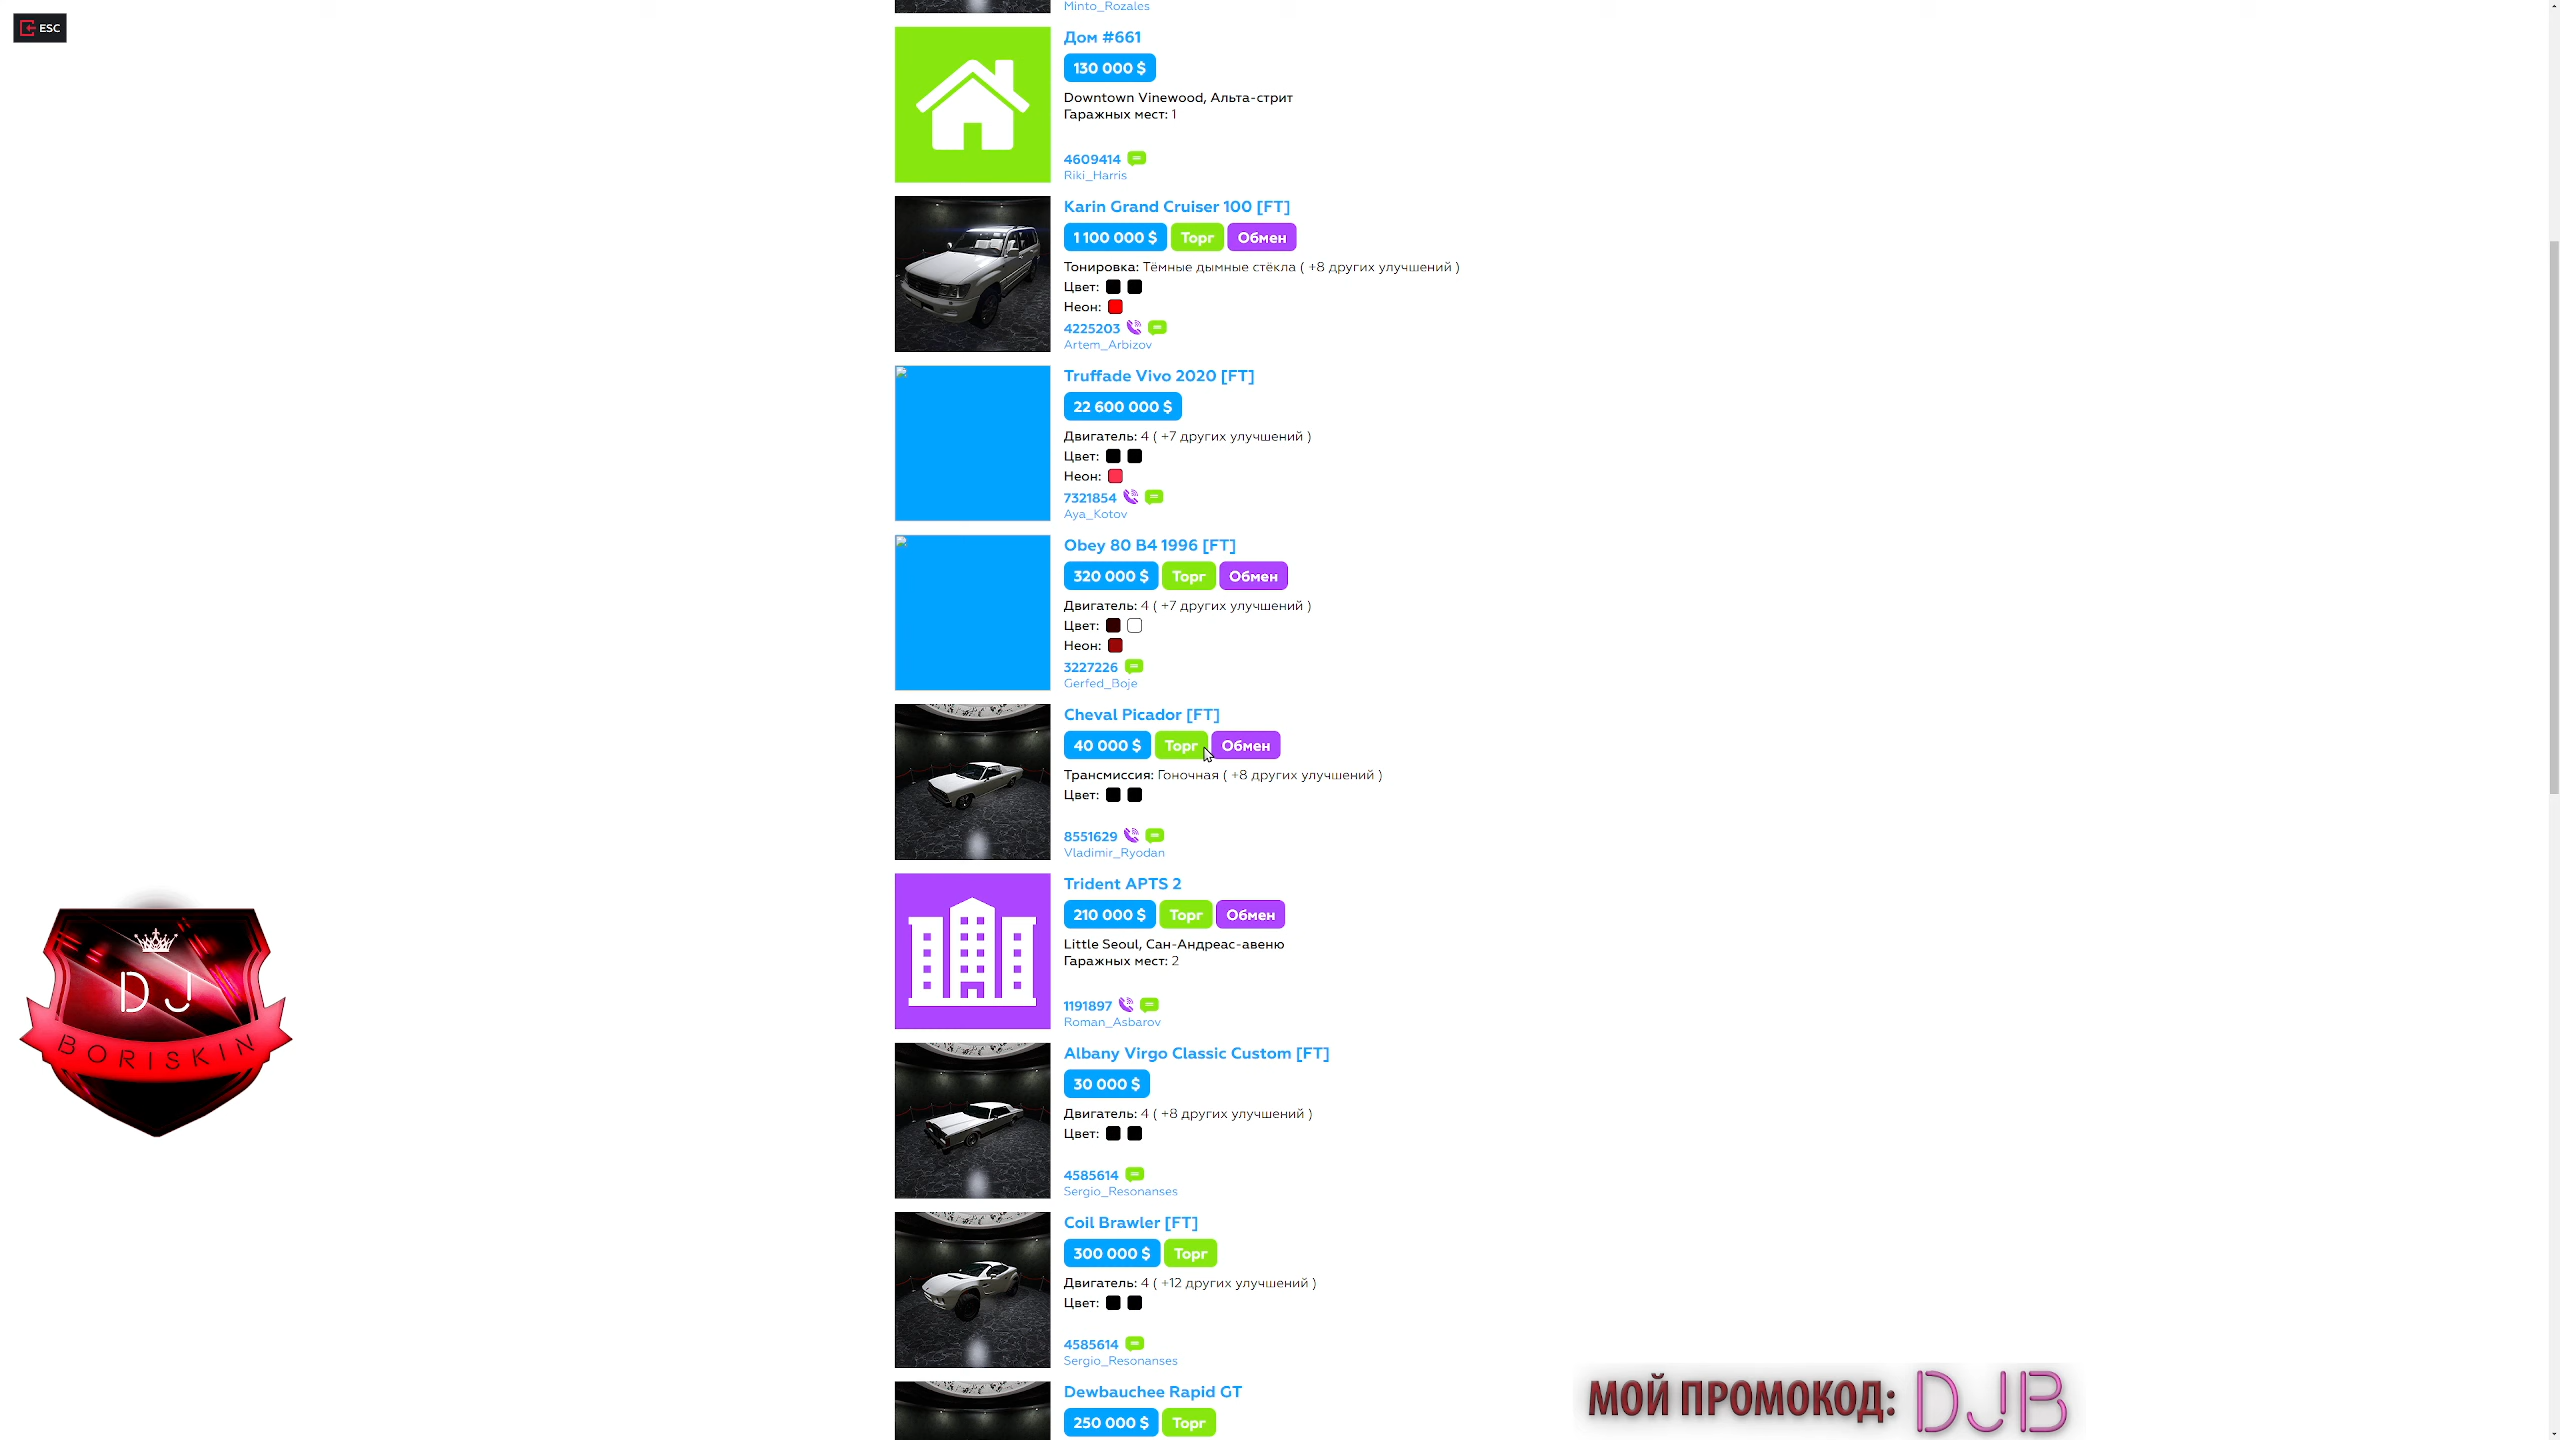 ESC
Minto_Rozales
Дом #661
130 000 $
Downtown Vinewood, Альта-стрит
Гаражных мест: 1
4609414
Riki_Harris
Karin Grand Cruiser 100 [FT]
1 100 000 $ Торг Обмен
Тонировка: Тёмные дымные стёкла ( +8 других улучшений )
Цвет:
Неон:
4225203
Artem_Arbizov
Truffade Vivo 2020 [FT]
22 600 000 $
Двигатель: 4 ( +7 других улучшений )
Цвет:
Неон:
7321854
Aya_Kotov
Obey 80 B4 1996 [FT]
320 000 $ Торг Обмен
Двигатель: 4 ( +7 других улучшений )
Цвет:
Неон:
3227226
Gerfed_Boje
Cheval Picador [FT]
40 000 $ Торг Обмен
Трансмиссия: Гоночная ( +8 других улучшений )
Цвет:
8551629
Vladimir_Ryodan
Trident APTS 2
210 000 $ Торг Обмен
Little Seoul, Сан-Андреас-авеню
Гаражных мест: 2
1191897
Roman_Asbarov
Albany Virgo Classic Custom [FT]
30 000 $
Двигатель: 4 ( +8 других улучшений )
Цвет:
4585614
Sergio_Resonanses
Coil Brawler [FT]
300 000 $ Торг
Двигатель: 4 ( +12 других улучшений )
Цвет:
4585614
Sergio_Resonanses
Dewbauchee Rapid GT
250 000 $ Торг
DJ
BORISKIN
МОЙ ПРОМОКОД: DJB